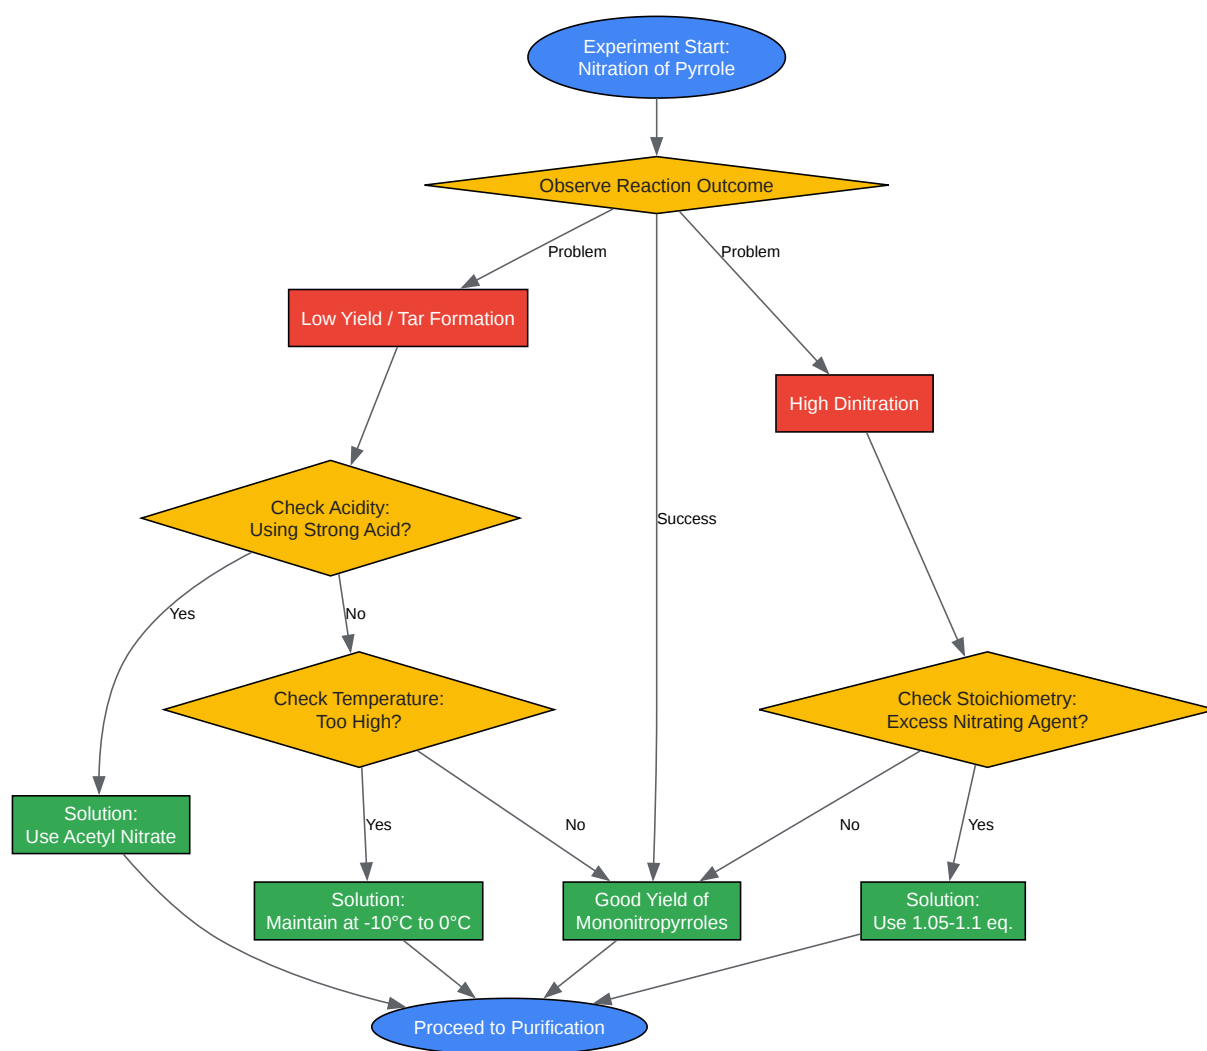 Experiment Start:
Nitration of Pyrrole
Observe Reaction Outcome
Problem
Problem
Low Yield / Tar Formation
High Dinitration
Check Acidity:
Using Strong Acid?
Success
Yes
No
Check Temperature:
Too High?
Check Stoichiometry:
Excess Nitrating Agent?
Solution:
Use Acetyl Nitrate
Yes
No
No
Yes
Solution:
Maintain at -10°C to 0°C
Good Yield of
Mononitropyrroles
Solution:
Use 1.05-1.1 eq.
Proceed to Purification